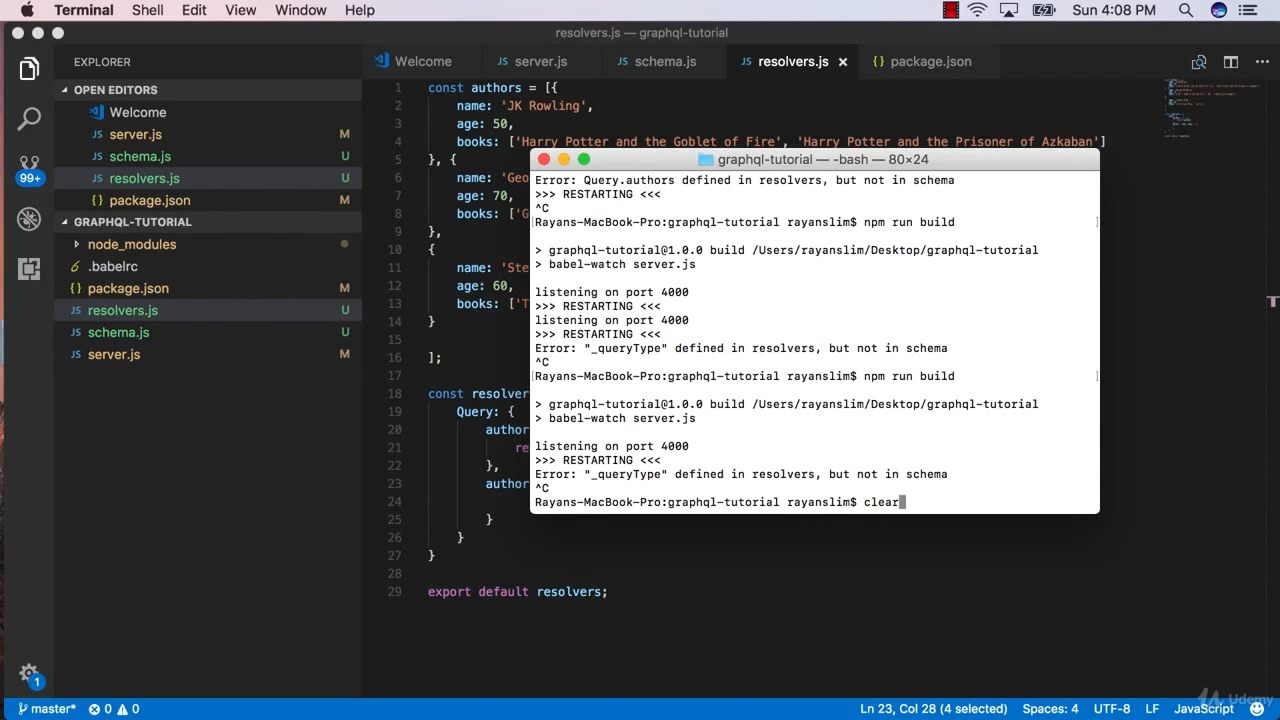 Terminal Shell Edit View Window Help Sun 4:08 PM
resolvers.js — graphql-tutorial
EXPLORER
Welcome server.js schema.js resolvers.js package.json
OPEN EDITORS
Welcome
server.js M
schema.js U
resolvers.js U
package.json M
99+
GRAPHQL-TUTORIAL
node_modules
.babelrc
package.json M
resolvers.js U
schema.js U
server.js M
1
1 const authors = [{
2 name: 'JK Rowling',
3 age: 50,
4 books: ['Harry Potter and the Goblet of Fire', 'Harry Potter and the Prisoner of Azkaban']
5 }, {
6 name: 'Geo
7 age: 70,
8 books: ['G
9 },
10 {
11 name: 'Ste
12 age: 60,
13 books: ['T
14 }
15
16 ];
17
18 const resolver
19 Query: {
20 author
21 re
22 },
23 author
24
25 }
26 }
27 }
28
29 export default resolvers;
graphql-tutorial — -bash — 80×24
Error: Query.authors defined in resolvers, but not in schema
>>> RESTARTING <<<
^C
[Rayans-MacBook-Pro:graphql-tutorial rayanslim$ npm run build ]
> graphql-tutorial@1.0.0 build /Users/rayanslim/Desktop/graphql-tutorial
> babel-watch server.js
listening on port 4000
>>> RESTARTING <<<
listening on port 4000
>>> RESTARTING <<<
Error: "_queryType" defined in resolvers, but not in schema
^C
[Rayans-MacBook-Pro:graphql-tutorial rayanslim$ npm run build ]
> graphql-tutorial@1.0.0 build /Users/rayanslim/Desktop/graphql-tutorial
> babel-watch server.js
listening on port 4000
>>> RESTARTING <<<
Error: "_queryType" defined in resolvers, but not in schema
^C
Rayans-MacBook-Pro:graphql-tutorial rayanslim$ clear
Udemy
master* 0 0 Ln 23, Col 28 (4 selected) Spaces: 4 UTF-8 LF JavaScript